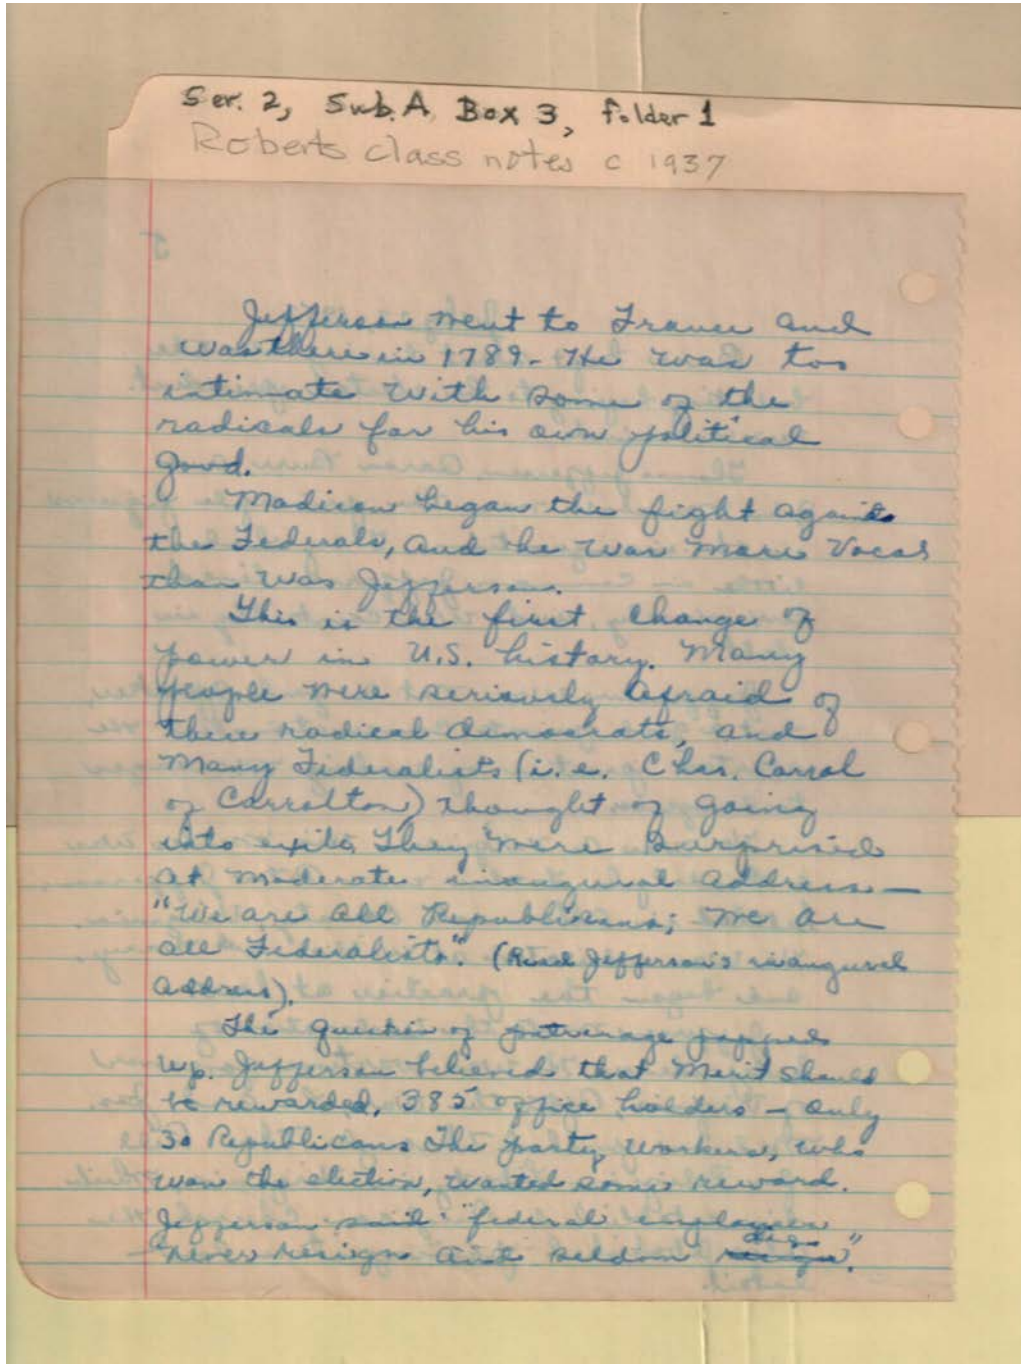 Ser. 2, Sub. A Box 3, folder 1
Roberts class notes c 1937
Jefferson went to France and
was there in 1789. He was too
intimate with some of the
radicals for his own political
good.
Madison began the fight against
the Federals, and he was more vocal
than was Jefferson.
This is the first change of
power in U.S. history. Many
people were seriously afraid of
these radical democrats, and
many Federalists (i.e. Chas. Carrol
of Carrolton) thought of going
into exile. They were surprised
at moderate inaugural address —
"We are all Republicans; we are
all Federalists". (Read Jefferson's inaugural
address).
The question of patronage popped
up. Jefferson believed that merit should
be rewarded, 385 office holders – only
30 Republicans The party workers, who
won the election, wanted some reward.
Jefferson said "federal employees
never resign and seldom die".